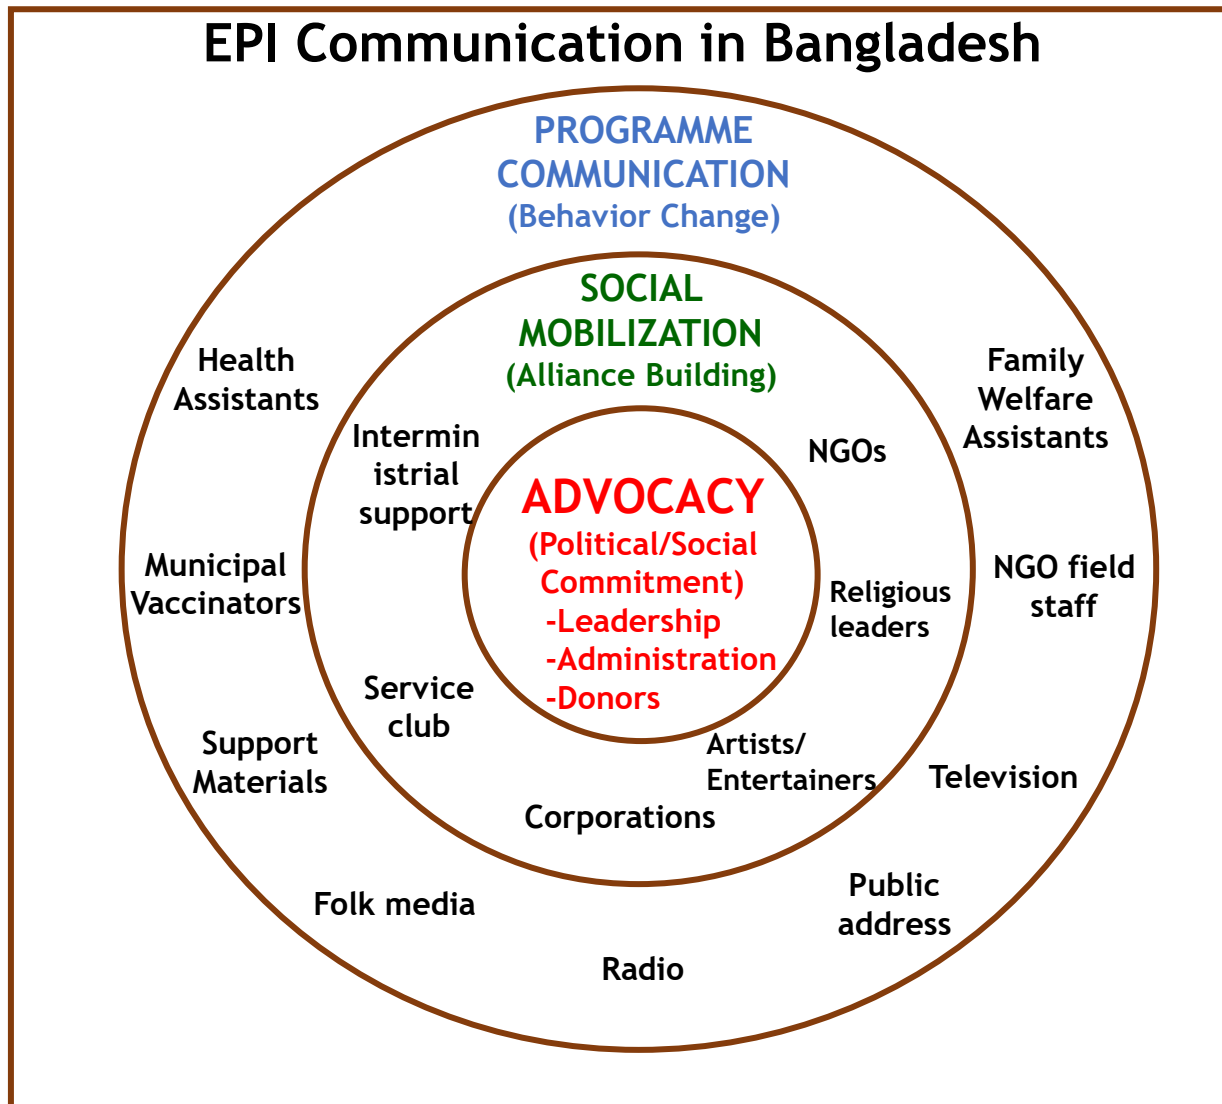 EPI Communication in Bangladesh
PROGRAMME
COMMUNICATION
(Behavior Change)
SOCIAL
MOBILIZATION
(Alliance Building)
Health
Assistants
Family
Welfare
Assistants
Intermin
istrial
support
NGOs
ADVOCACY
(Political/Social
Commitment)
-Leadership
-Administration
-Donors
Municipal
Vaccinators
Religious
leaders
NGO field
staff
Service
club
Support
Materials
Artists/
Entertainers
Television
Corporations
Folk media
Public
address
Radio